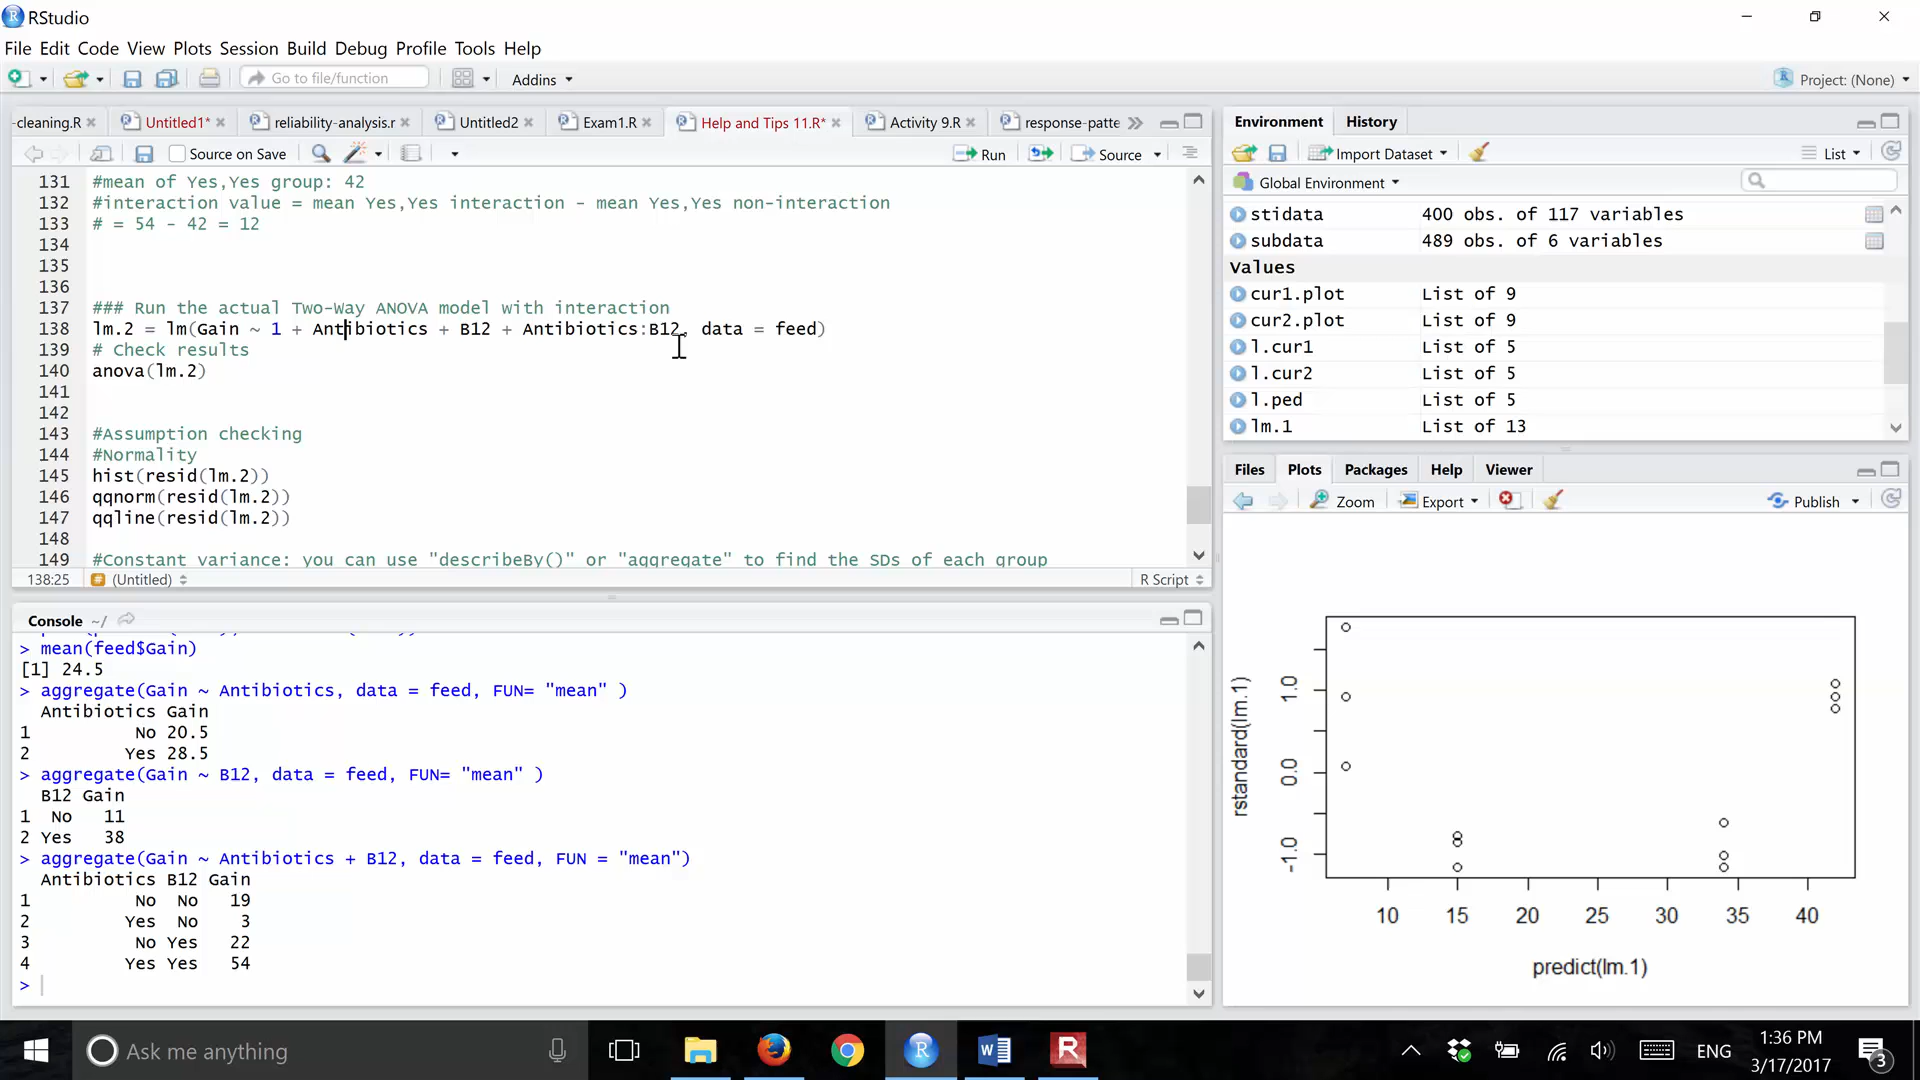 RStudio
File Edit Code View Plots Session Build Debug Profile Tools Help
Go to file/function Addins Project: (None)
-cleaning.R Untitled1* reliability-analysis.r Untitled2 Exam1.R Help and Tips 11.R* Activity 9.R response-patte
Source on Save Run Source
131 #mean of Yes,Yes group: 42
132 #interaction value = mean Yes,Yes interaction - mean Yes,Yes non-interaction
133 # = 54 - 42 = 12
134
135
136
137 ### Run the actual Two-Way ANOVA model with interaction
138 lm.2 = lm(Gain ~ 1 + Antibiotics + B12 + Antibiotics:B12, data = feed)
139 # Check results
140 anova(lm.2)
141
142
143 #Assumption checking
144 #Normality
145 hist(resid(lm.2))
146 qqnorm(resid(lm.2))
147 qqline(resid(lm.2))
148
149 #Constant variance: you can use "describeBy()" or "aggregate" to find the SDs of each group
138:25 (Untitled) R Script
Console ~/
> mean(feed$Gain)
[1] 24.5
> aggregate(Gain ~ Antibiotics, data = feed, FUN= "mean" )
Antibiotics Gain
1 No 20.5
2 Yes 28.5
> aggregate(Gain ~ B12, data = feed, FUN= "mean" )
B12 Gain
1 No 11
2 Yes 38
> aggregate(Gain ~ Antibiotics + B12, data = feed, FUN = "mean")
Antibiotics B12 Gain
1 No No 19
2 Yes No 3
3 No Yes 22
4 Yes Yes 54
>
Environment History
Import Dataset List
Global Environment
stidata 400 obs. of 117 variables
subdata 489 obs. of 6 variables
Values
cur1.plot List of 9
cur2.plot List of 9
l.cur1 List of 5
l.cur2 List of 5
l.ped List of 5
lm.1 List of 13
Files Plots Packages Help Viewer
Zoom Export Publish
rstandard(lm.1)
1.0
0.0
-1.0
10 15 20 25 30 35 40
predict(lm.1)
Ask me anything
ENG
1:36 PM
3/17/2017
3